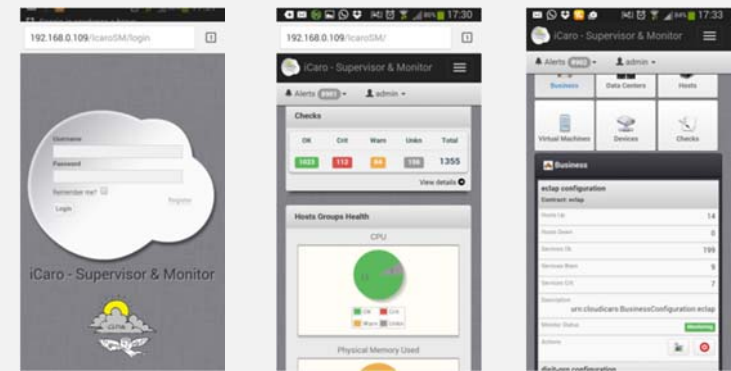 192.168.0.109/IcaroSM/login
Username
Password
Remember me?
Register
Login
iCaro - Supervisor & Monitor
17:30
192.168.0.109/IcaroSM/
iCaro - Supervisor & Monitor
Alerts
admin
Checks
OK Crit Warn Unkn Total
1023 112 1355
View details
Hosts Groups Health
CPU
OK Crit
Warn Unkn
Physical Memory Used
17:33
iCaro - Supervisor & Monitor
Alerts
admin
Business Data Centers Hosts
Virtual Machines Devices Checks
Business
eclap configuration
Contract: eclap
Hosts Up 14
Hosts Down 0
Services Ok 199
Services Warn 9
Services Crit 7
Description
urn:cloudicaro:BusinessConfiguration:eclap
Monitor Status Monitoring
Actions